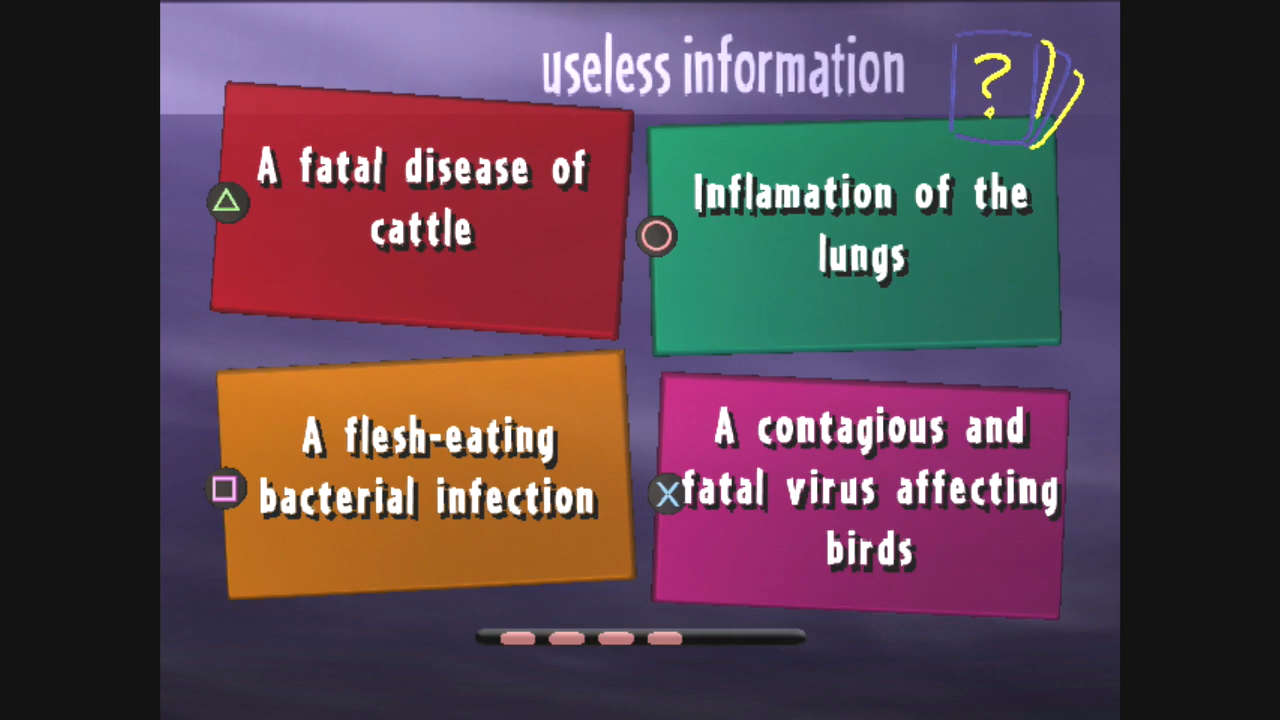 useless information
?
A fatal disease of
cattle
Inflamation of the
lungs
A flesh-eating
bacterial infection
A contagious and
fatal virus affecting
birds